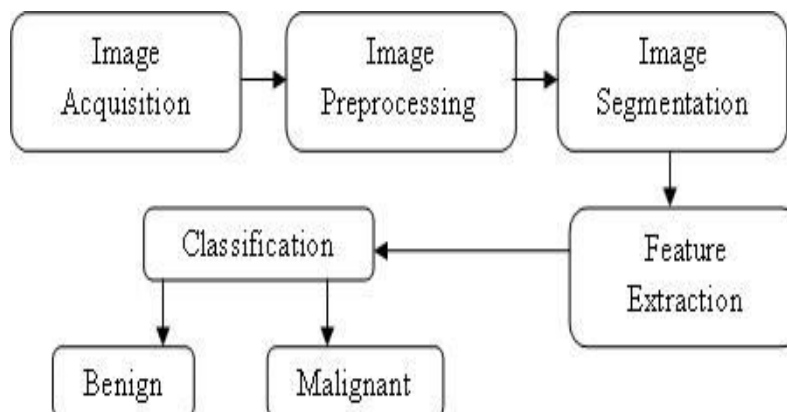 Image
Acquisition
Image
Preprocessing
Image
Segmentation
Feature
Extraction
Classification
Benign
Malignant